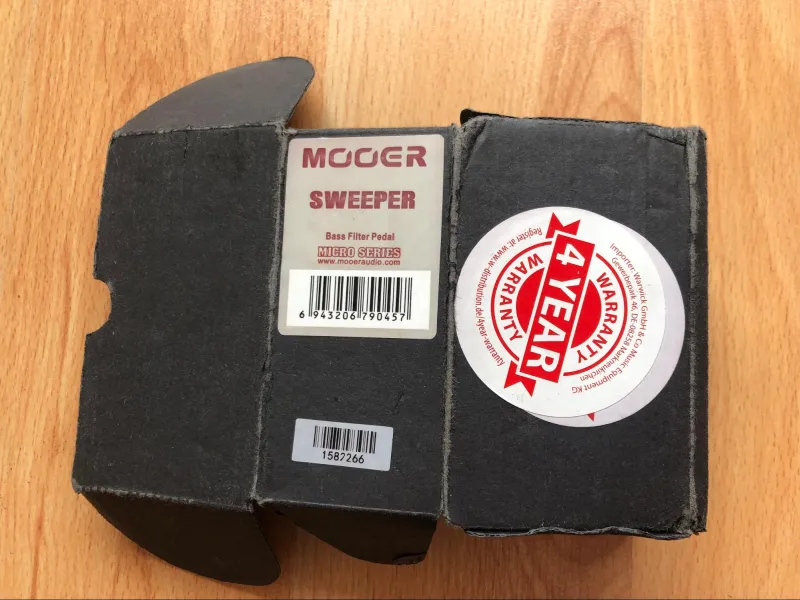 MOOER
SWEEPER
Bass Filter Pedal
MICRO SERIES
www.mooeraudio.com
6 943206 790457
1582266
4 YEAR
WARRANTY
WARRANTY
Register at: www.w-distribution.de/4year-warranty
Importer: Warwick GmbH & Co Music Equipment KG
Gewerbepark 46, DE-08258 Markneukirchen